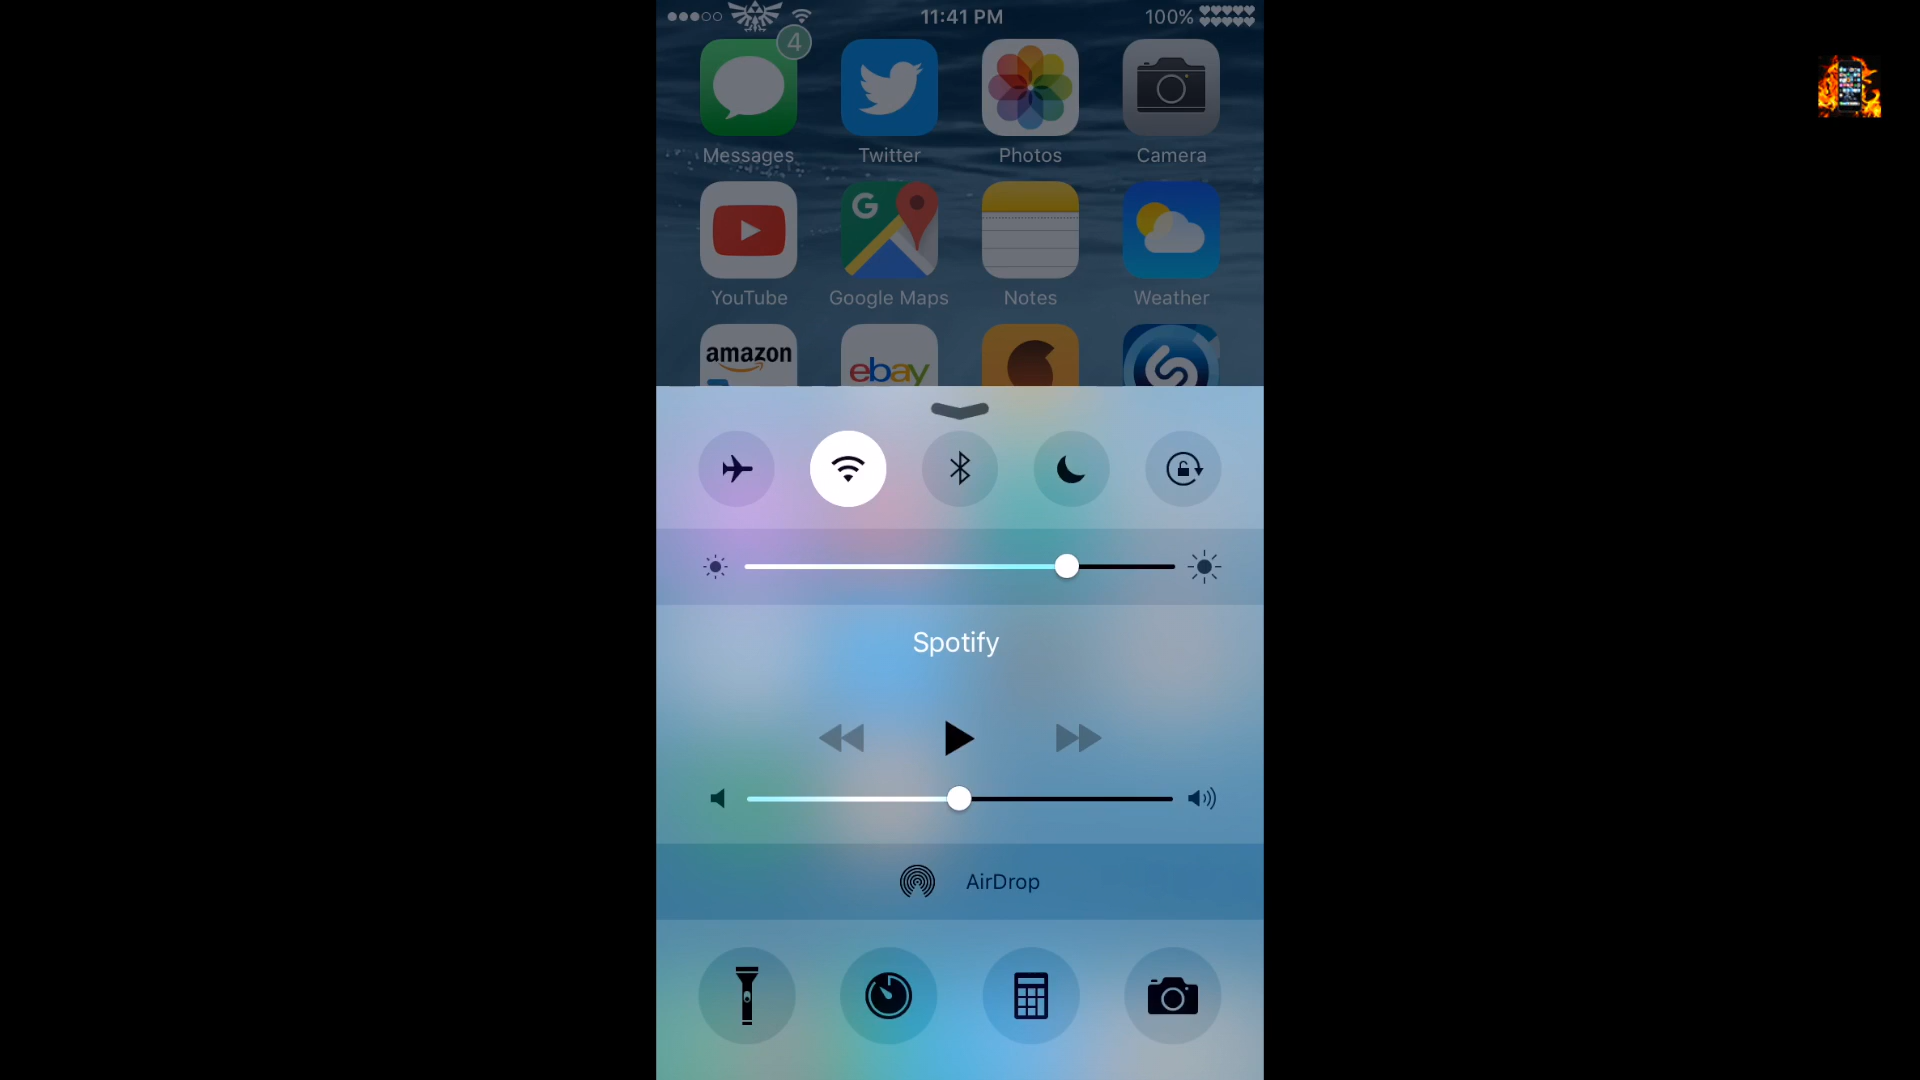 11:41 PM
100%
4
Messages
Twitter
Photos
Camera
G
YouTube
Google Maps
Notes
Weather
amazon
ebay
Spotify
AirDrop